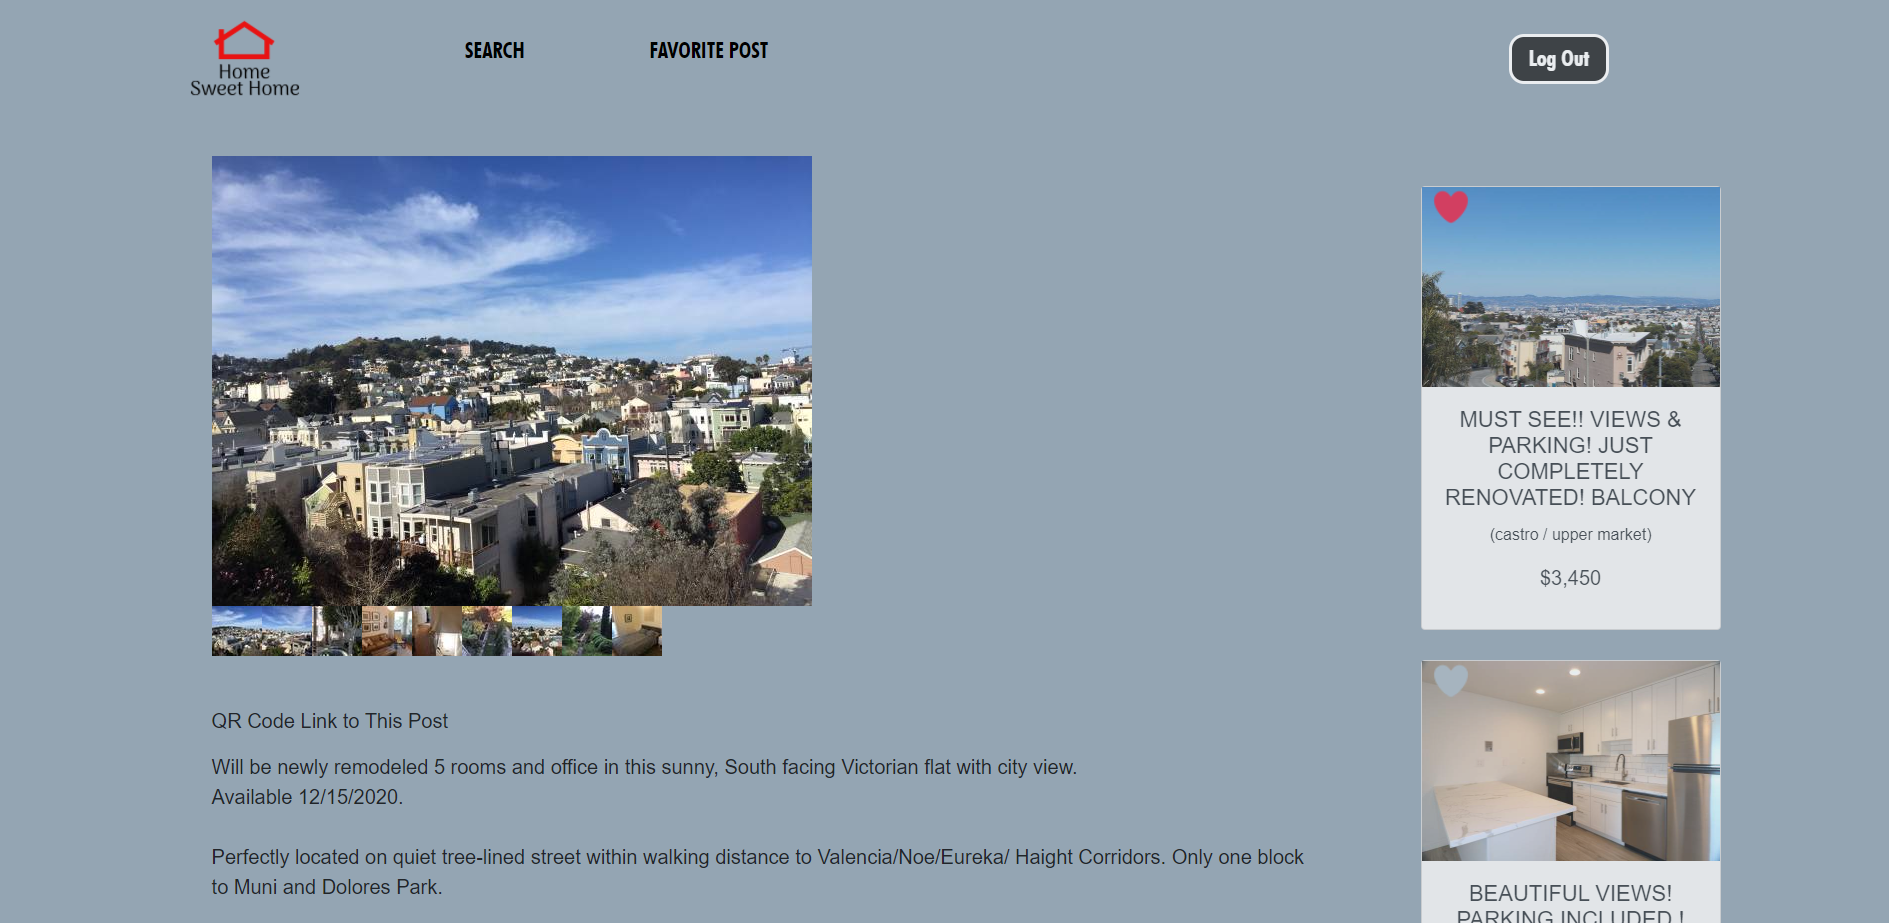 Home
Sweet Home
SEARCH
FAVORITE POST
Log Out
QR Code Link to This Post
Will be newly remodeled 5 rooms and office in this sunny, South facing Victorian flat with city view.
Available 12/15/2020.
Perfectly located on quiet tree-lined street within walking distance to Valencia/Noe/Eureka/ Haight Corridors. Only one block
to Muni and Dolores Park.
MUST SEE!! VIEWS &
PARKING! JUST
COMPLETELY
RENOVATED! BALCONY
(castro / upper market)
$3,450
BEAUTIFUL VIEWS!
PARKING INCLUDED !